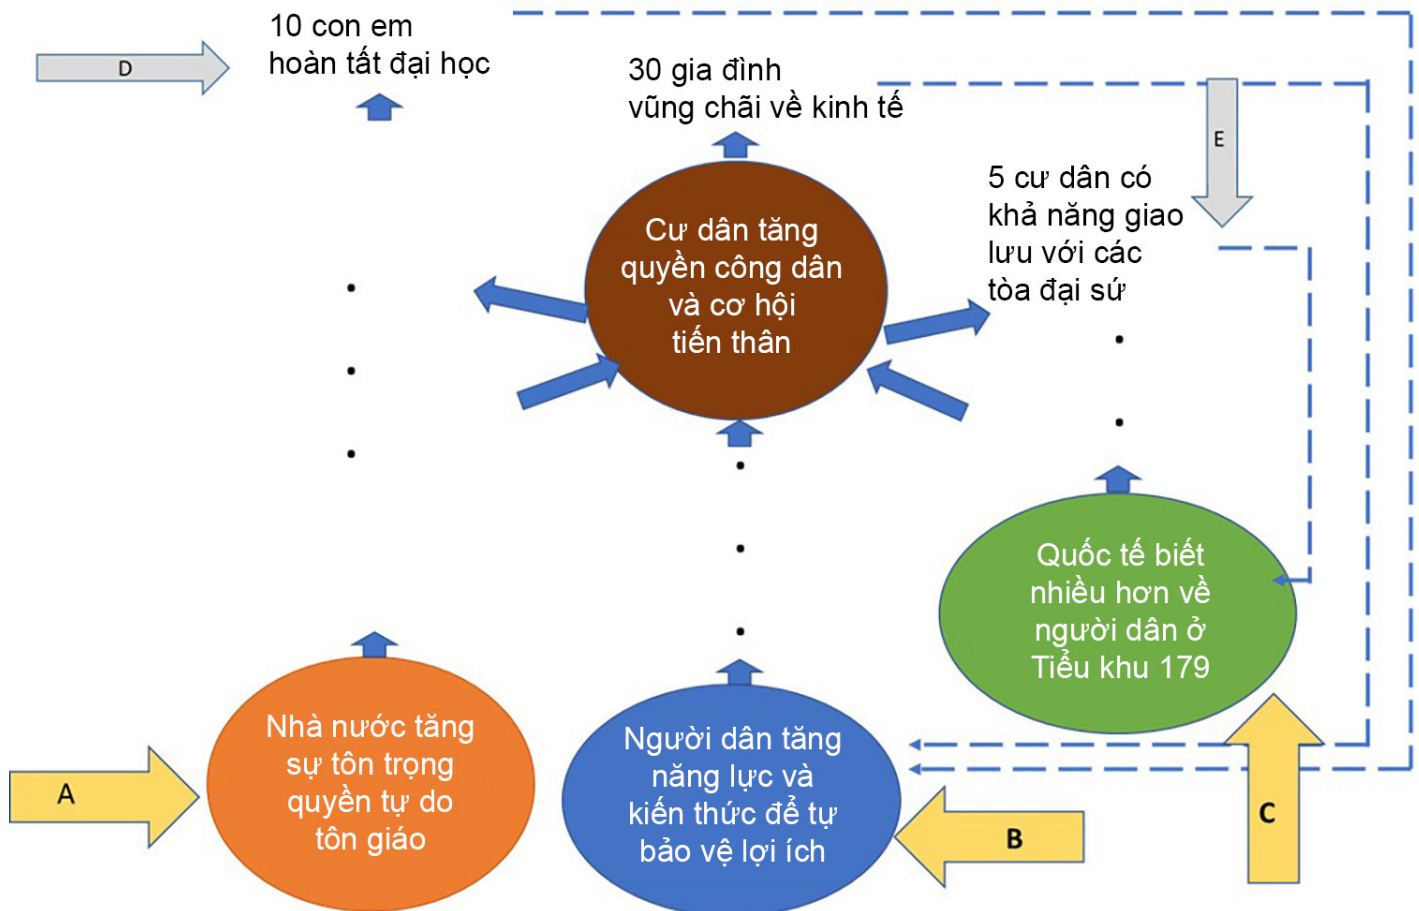 10 con em
hoàn tất đại học
D
30 gia đình
vũng chãi về kinh tế
E
5 cư dân có
khả năng giao
lưu với các
tòa đại sứ
Cư dân tăng
quyền công dân
và cơ hội
tiến thân
Quốc tế biết
nhiều hơn về
người dân ở
Tiểu khu 179
Nhà nước tăng
sự tôn trọng
quyền tự do
tôn giáo
A
Người dân tăng
năng lực và
kiến thức để tự
bảo vệ lợi ích
B
C